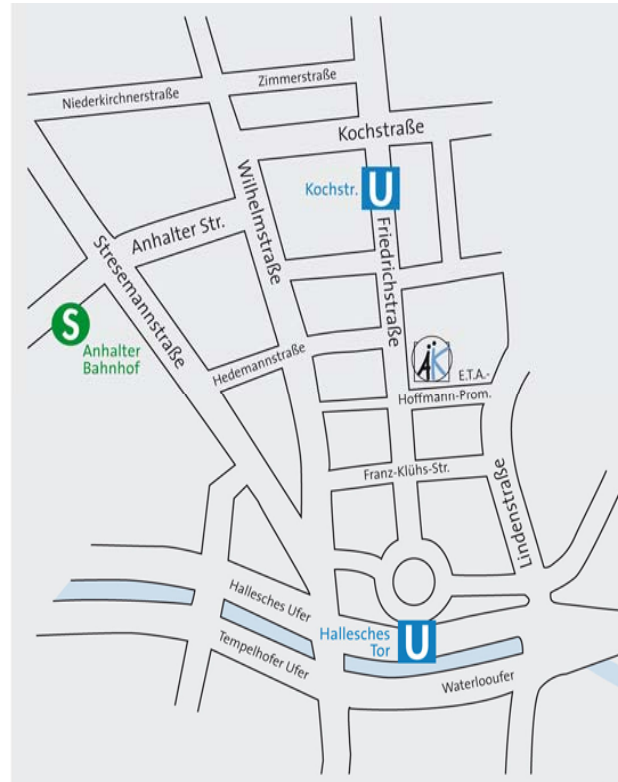 Zimmerstraße
Niederkirchnerstraße
Kochstraße
Wilhelmstraße
Kochstr.
U
Friedrichstraße
Anhalter Str.
Stresemannstraße
S
Anhalter
Bahnhof
Hedemannstraße
ÄK
E.T.A.-
Hoffmann-Prom.
Franz-Klühs-Str.
Lindenstraße
Hallesches Ufer
Hallesches
Tor
U
Tempelhofer Ufer
Waterlooufer